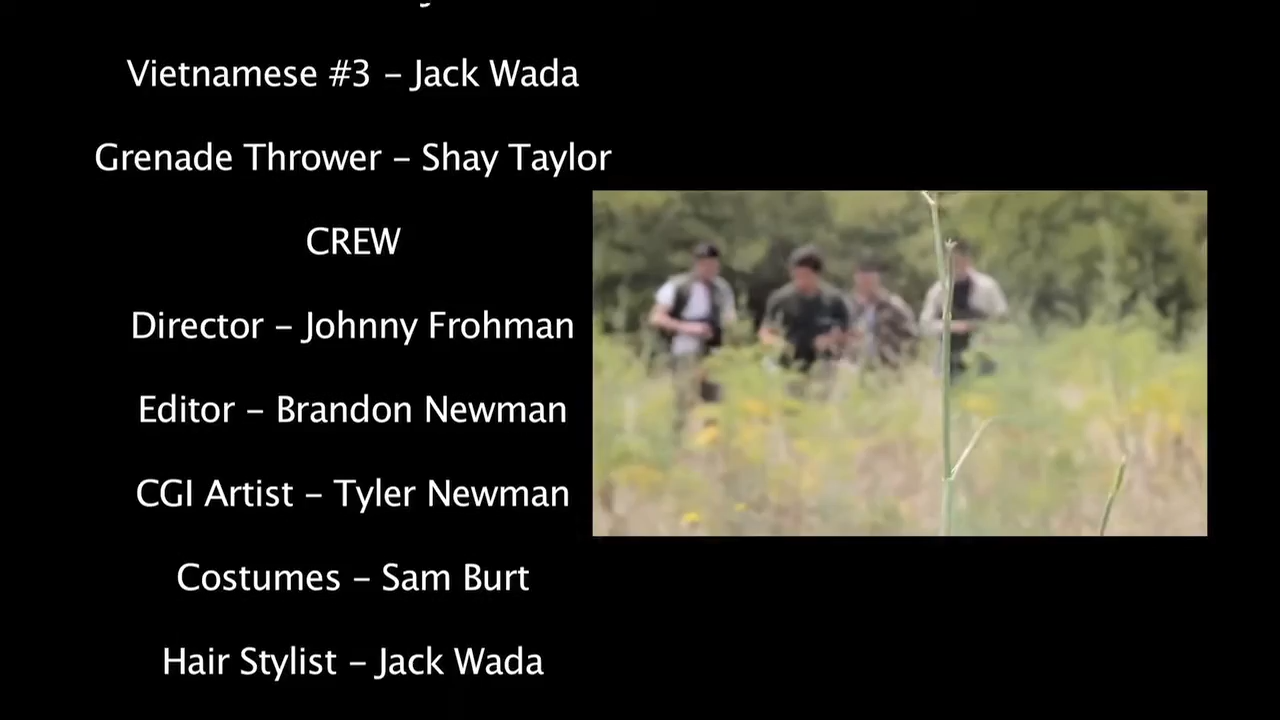 Vietnamese #3 – Jack Wada
Grenade Thrower – Shay Taylor
CREW
Director – Johnny Frohman
Editor – Brandon Newman
CGI Artist – Tyler Newman
Costumes – Sam Burt
Hair Stylist – Jack Wada